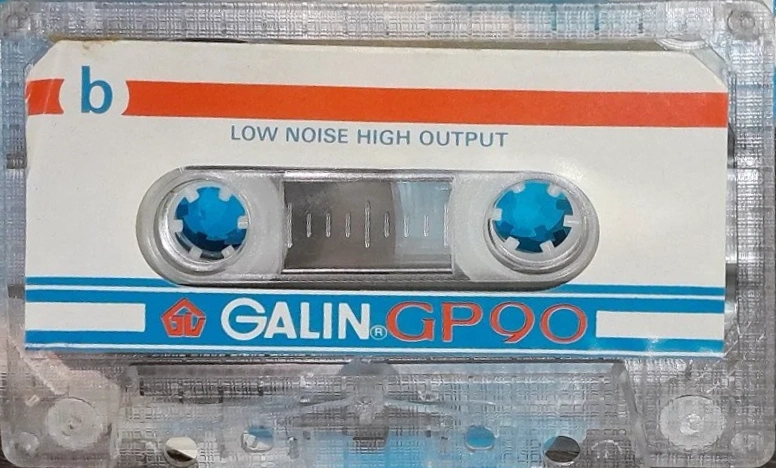 b
LOW NOISE HIGH OUTPUT
GALIN® GP90